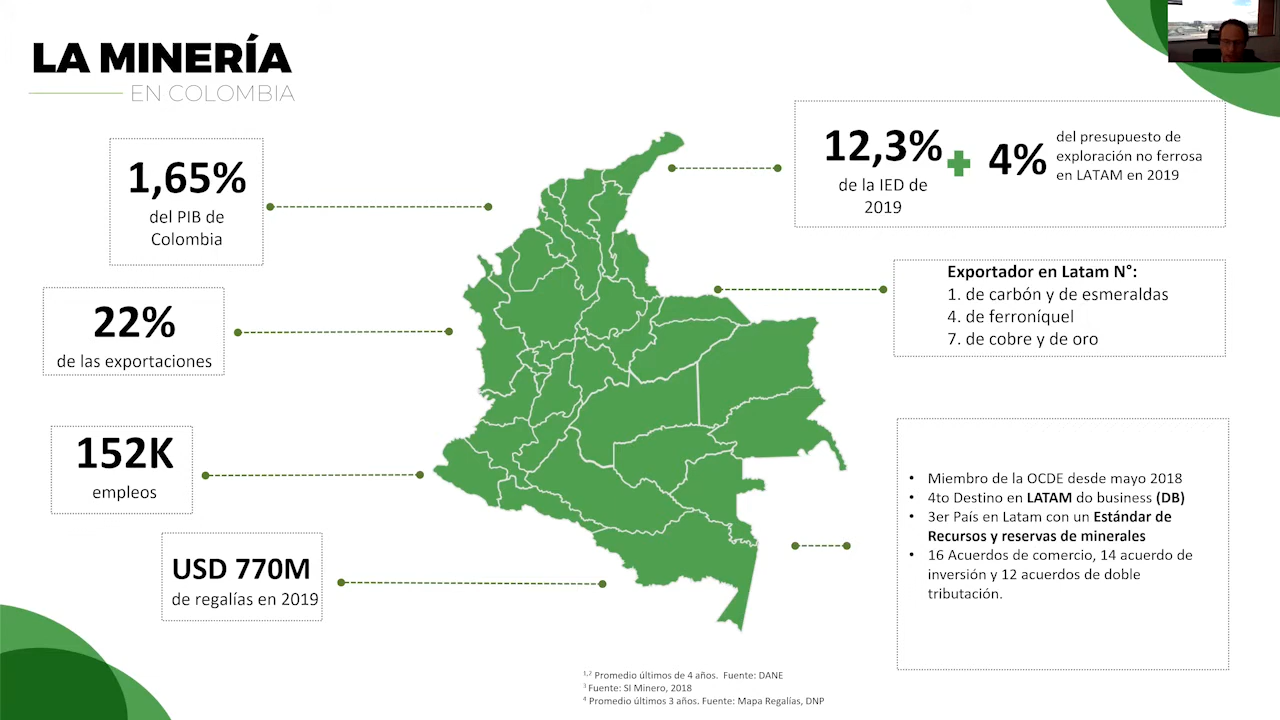 LA MINERÍA
EN COLOMBIA
1,65%
del PIB de
Colombia
22%
de las exportaciones
152K
empleos
USD 770M
de regalías en 2019
12,3%
de la IED de
2019
4%
del presupuesto de
exploración no ferrosa
en LATAM en 2019
Exportador en Latam N°:
1. de carbón y de esmeraldas
4. de ferroníquel
7. de cobre y de oro
• Miembro de la OCDE desde mayo 2018
• 4to Destino en LATAM do business (DB)
• 3er País en Latam con un Estándar de
Recursos y reservas de minerales
• 16 Acuerdos de comercio, 14 acuerdo de
inversión y 12 acuerdos de doble
tributación.
1,2 Promedio últimos de 4 años. Fuente: DANE
3 Fuente: SI Minero, 2018
4 Promedio últimos 3 años. Fuente: Mapa Regalías, DNP